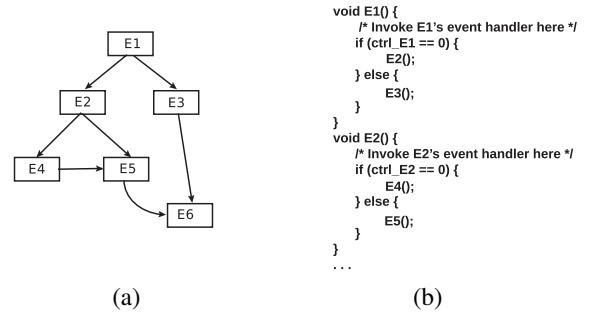 E1
E2
E3
E4
E5
E6
(a)
void E1() {
/* Invoke E1's event handler here */
if (ctrl_E1 == 0) {
E2();
} else {
E3();
}
}
void E2() {
/* Invoke E2's event handler here */
if (ctrl_E2 == 0) {
E4();
} else {
E5();
}
}
. . .
(b)